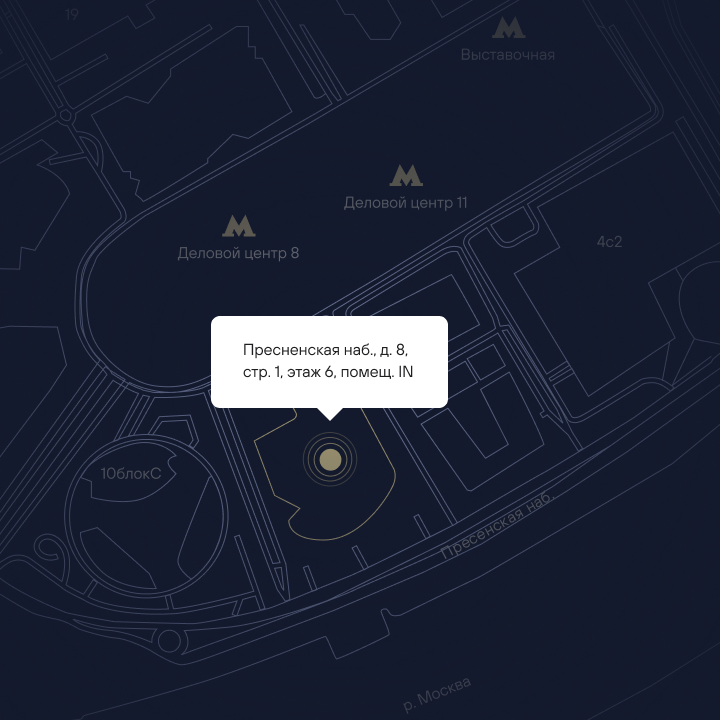 19
Выставочная
Деловой центр 11
Деловой центр 8
4с2
Пресненская наб., д. 8,
стр. 1, этаж 6, помещ. IN
10блокС
Пресенская наб.
р. Москва